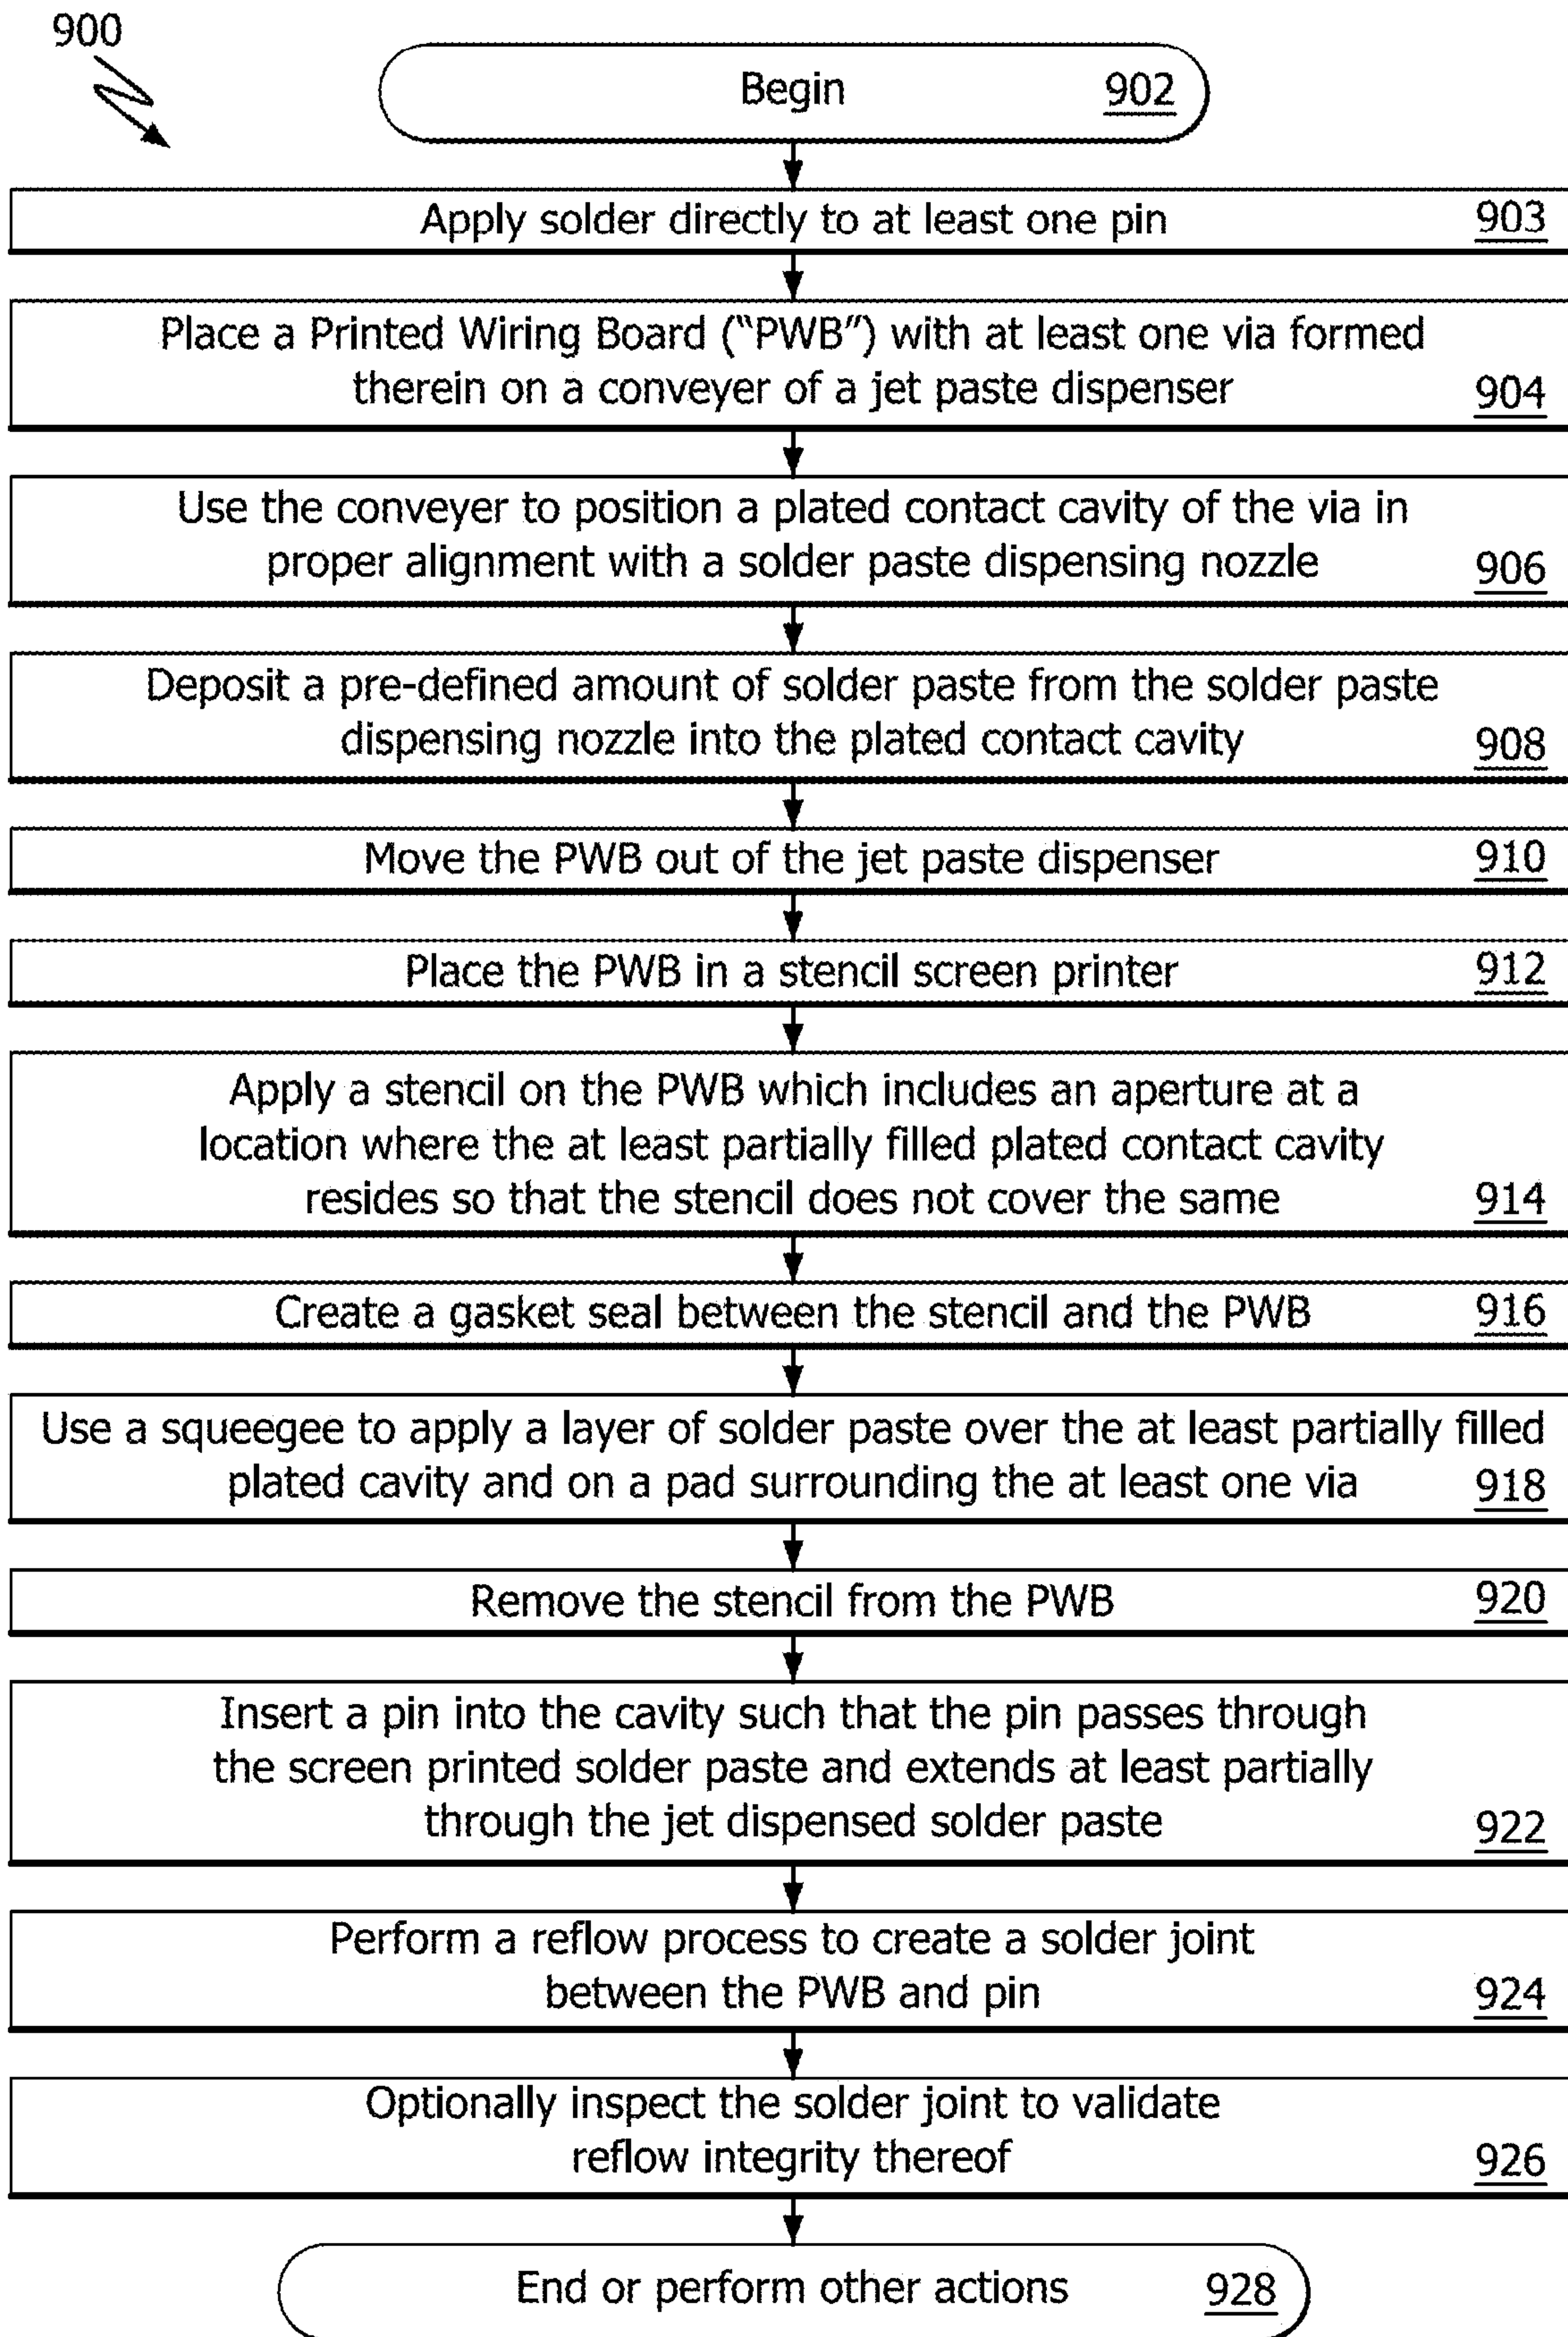 900
Begin 902
Apply solder directly to at least one pin 903
Place a Printed Wiring Board (“PWB”) with at least one via formed
therein on a conveyer of a jet paste dispenser 904
Use the conveyer to position a plated contact cavity of the via in
proper alignment with a solder paste dispensing nozzle 906
Deposit a pre-defined amount of solder paste from the solder paste
dispensing nozzle into the plated contact cavity 908
Move the PWB out of the jet paste dispenser 910
Place the PWB in a stencil screen printer 912
Apply a stencil on the PWB which includes an aperture at a
location where the at least partially filled plated contact cavity
resides so that the stencil does not cover the same 914
Create a gasket seal between the stencil and the PWB 916
Use a squeegee to apply a layer of solder paste over the at least partially filled
plated cavity and on a pad surrounding the at least one via 918
Remove the stencil from the PWB 920
Insert a pin into the cavity such that the pin passes through
the screen printed solder paste and extends at least partially
through the jet dispensed solder paste 922
Perform a reflow process to create a solder joint
between the PWB and pin 924
Optionally inspect the solder joint to validate
reflow integrity thereof 926
End or perform other actions 928